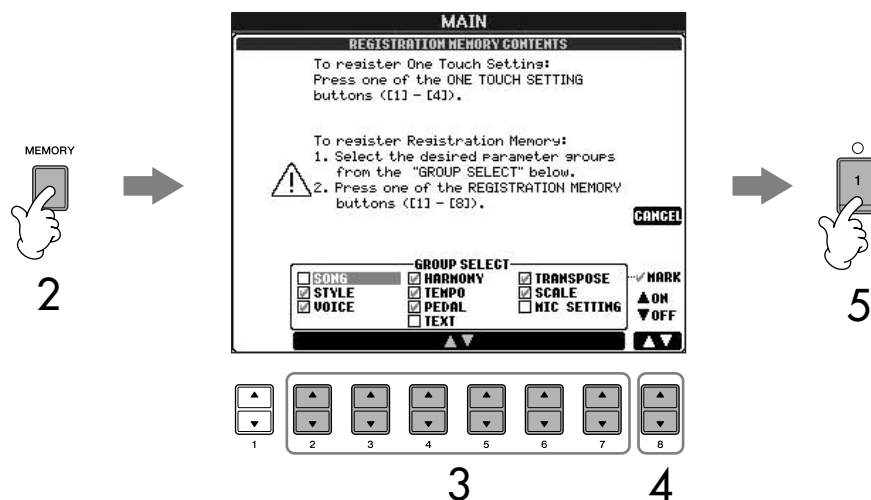 MAIN
REGISTRATION MEMORY CONTENTS
To register One Touch Setting:
Press one of the ONE TOUCH SETTING
buttons ([1] – [4]).
To register Registration Memory:
1. Select the desired parameter groups
from the "GROUP SELECT" below.
2. Press one of the REGISTRATION MEMORY
buttons ([1] – [8]).
CANCEL
GROUP SELECT
SONG HARMONY TRANSPOSE MARK
STYLE TEMPO SCALE ON
VOICE PEDAL MIC SETTING OFF
TEXT
MEMORY
2
1
5
1 2 3 4 5 6 7 8
3 4